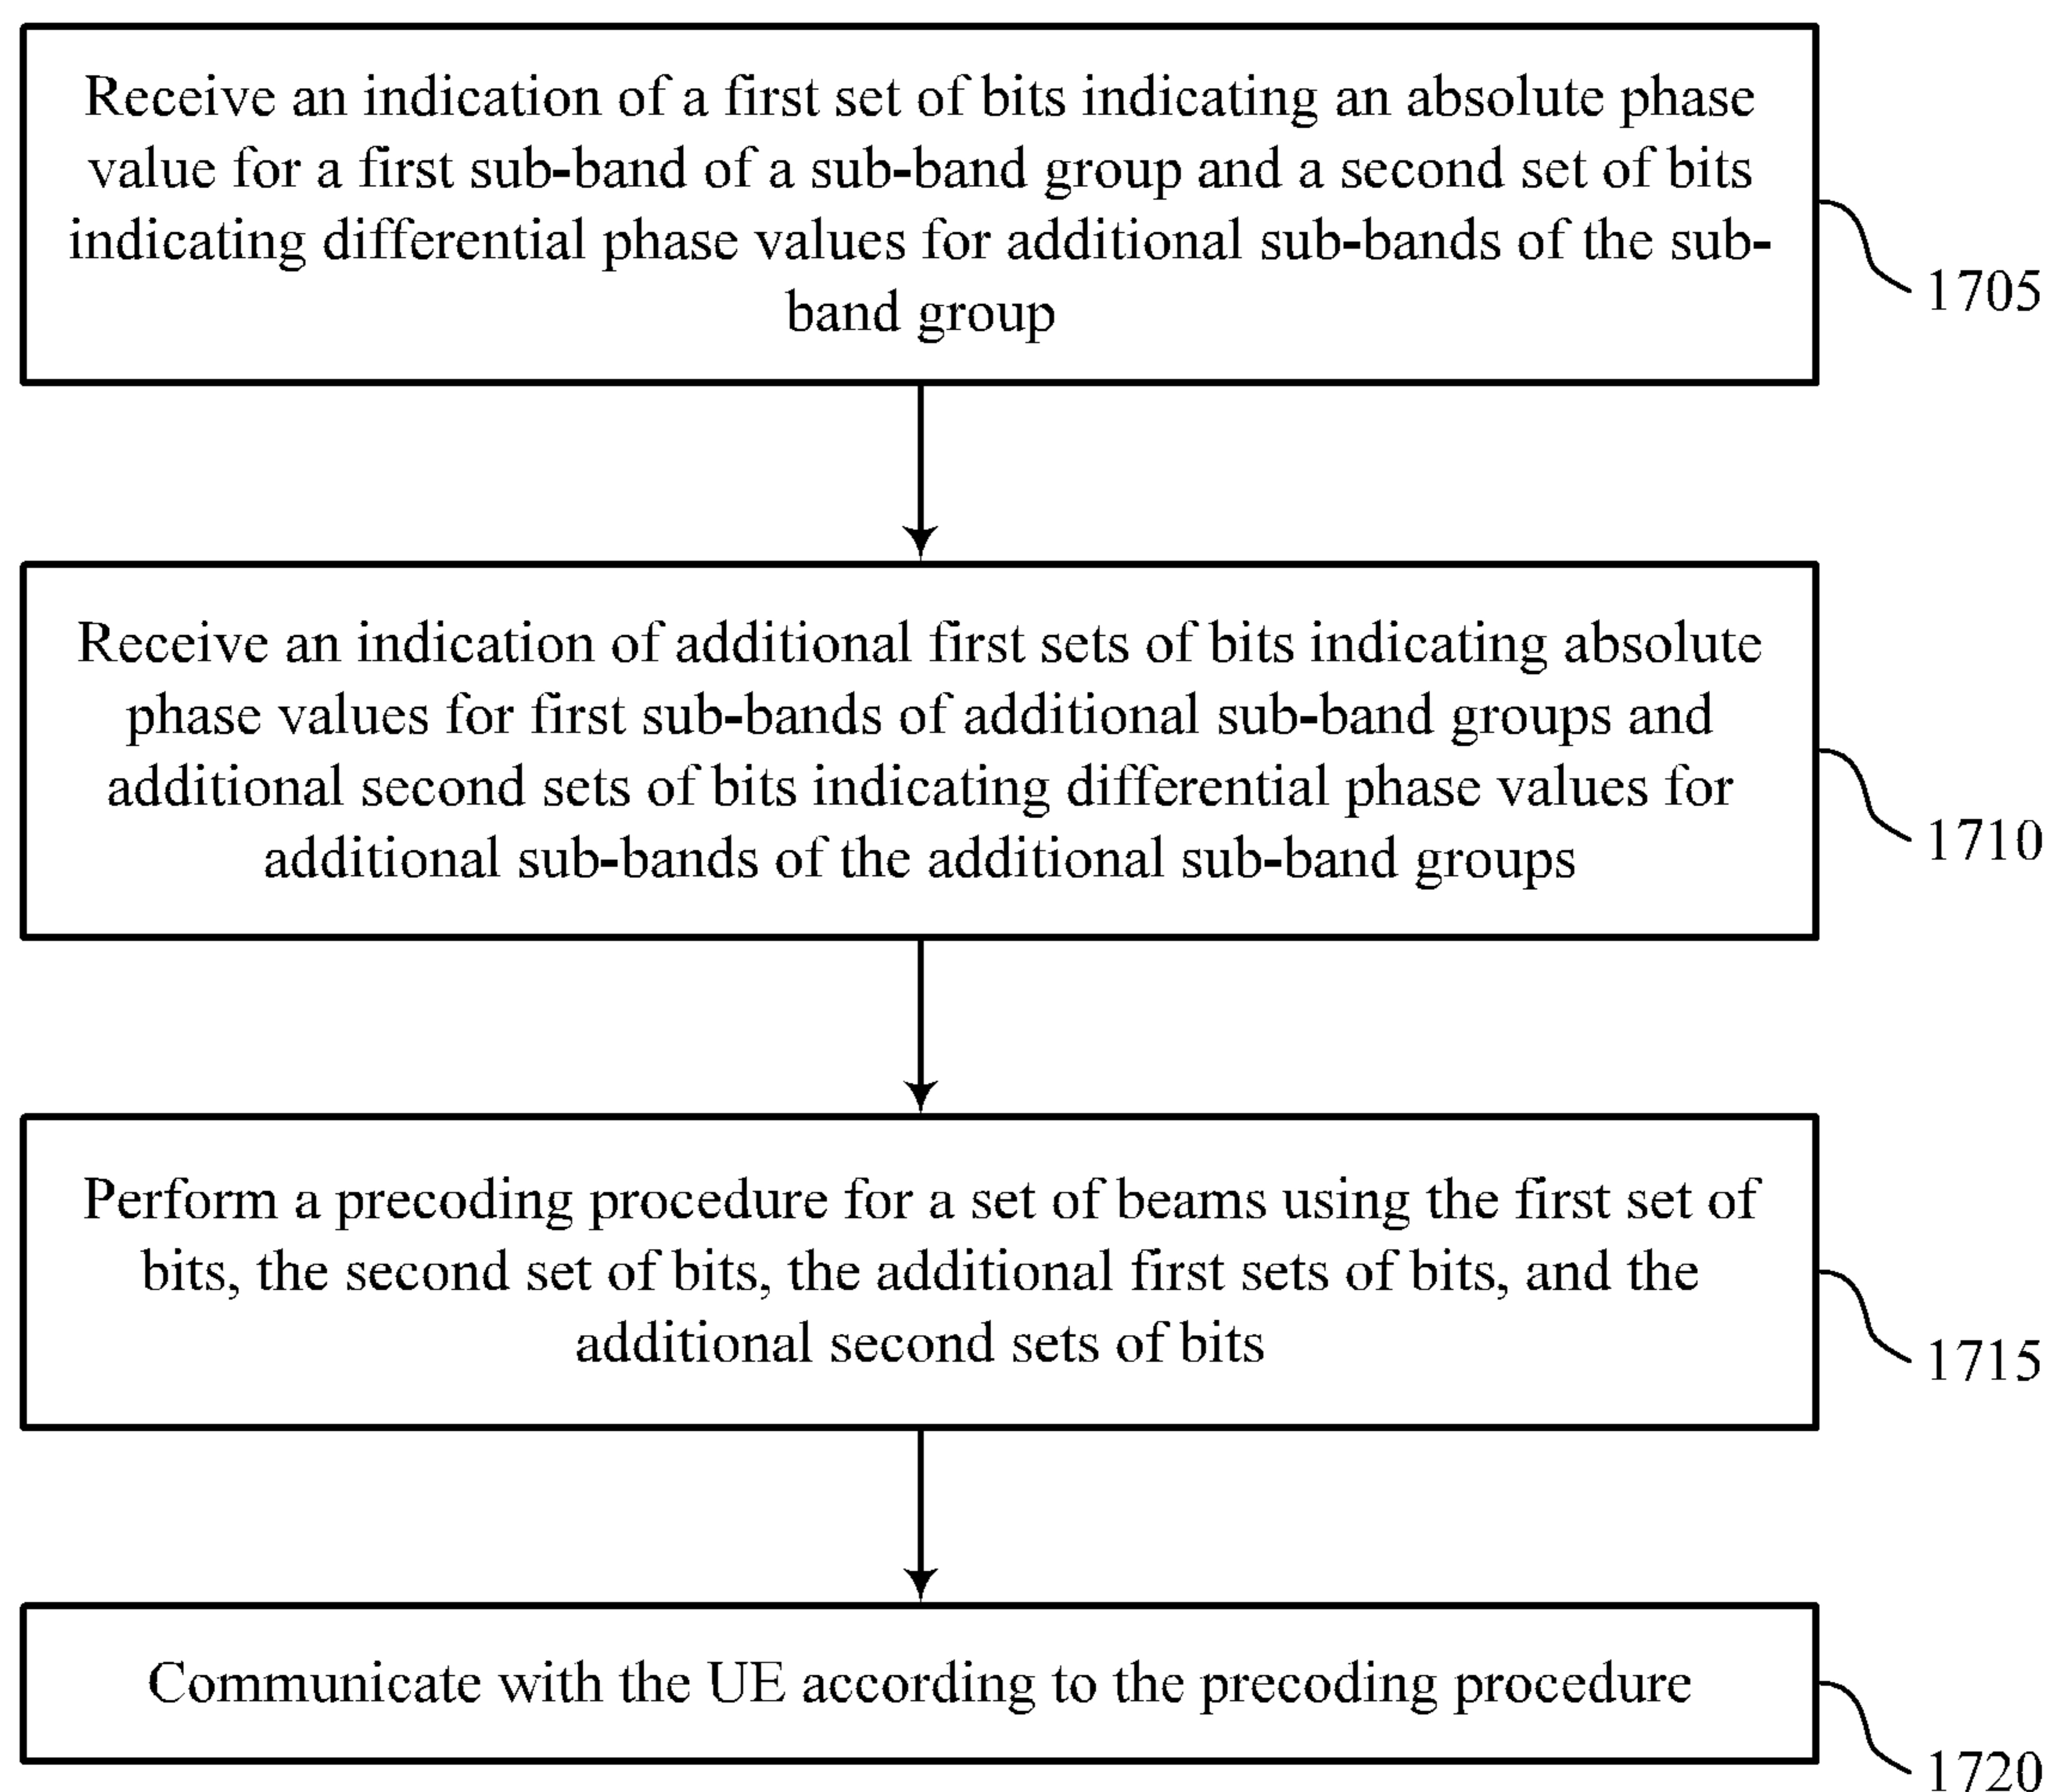 Receive an indication of a first set of bits indicating an absolute phase
value for a first sub-band of a sub-band group and a second set of bits
indicating differential phase values for additional sub-bands of the sub-
band group
1705
Receive an indication of additional first sets of bits indicating absolute
phase values for first sub-bands of additional sub-band groups and
additional second sets of bits indicating differential phase values for
additional sub-bands of the additional sub-band groups
1710
Perform a precoding procedure for a set of beams using the first set of
bits, the second set of bits, the additional first sets of bits, and the
additional second sets of bits
1715
Communicate with the UE according to the precoding procedure
1720